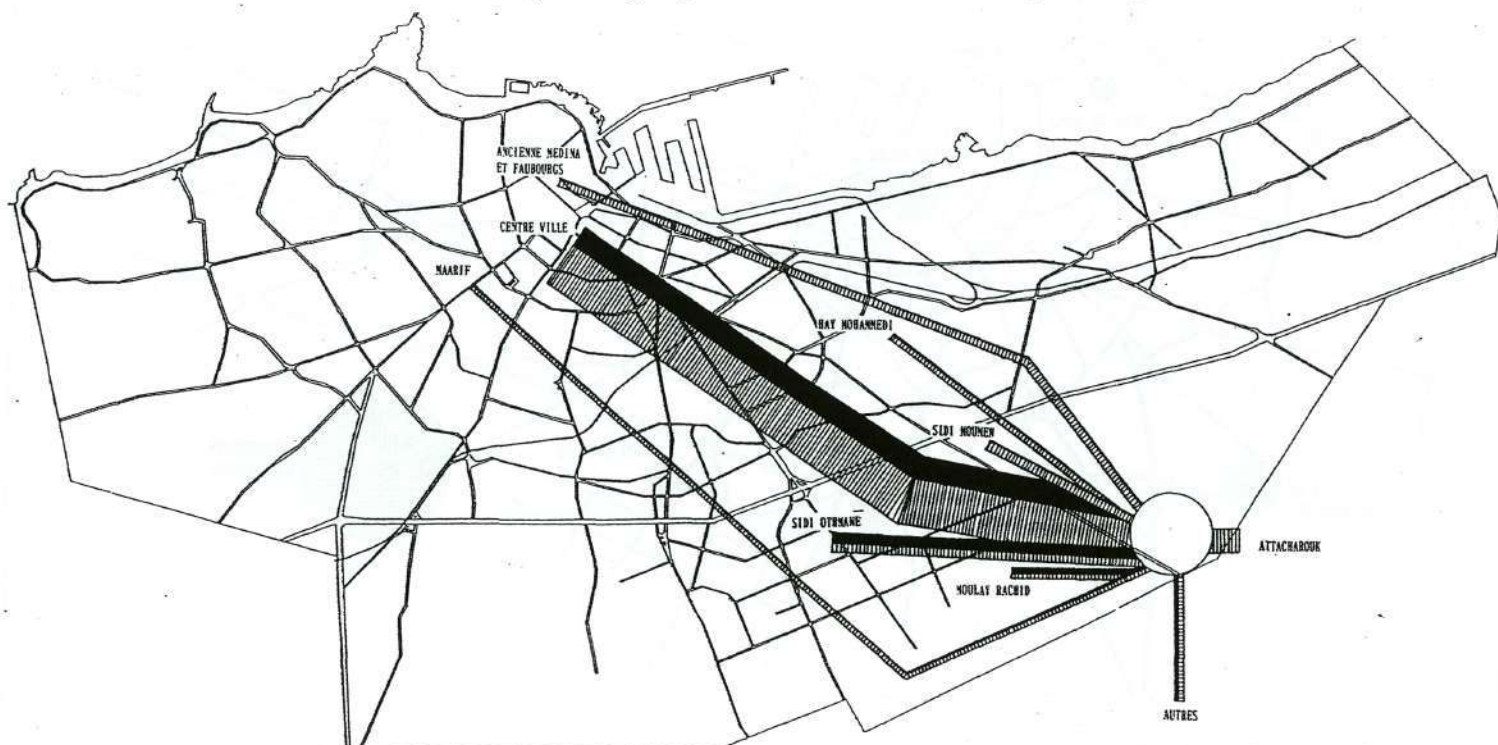 ANCIENNE MEDINA
ET FAUBOURGS
CENTRE VILLE
MAARIF
HAY MOHAMMEDI
SIDI MOUMEN
SIDI OTHMANE
ATTACHAROUK
MOULAY RACHID
AUTRES